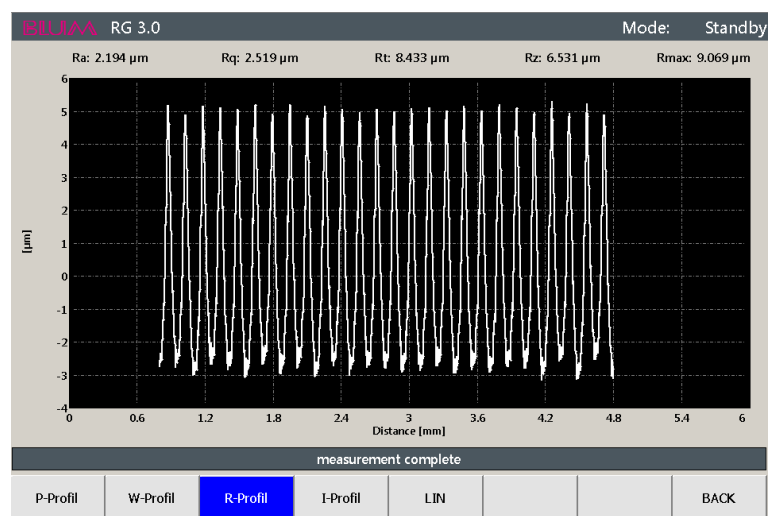 BEUIM RG 3.0 Mode: Standby
Ra: 2.194 µm Rq: 2.519 µm Rt: 8.433 µm Rz: 6.531 µm Rmax: 9.069 µm
6
5
4
3
2
1
0
-1
-2
-3
-4
[µm]
0 0.6 1.2 1.8 2.4 3 3.6 4.2 4.8 5.4 6
Distance [mm]
measurement complete
P-Profil W-Profil R-Profil I-Profil LIN BACK